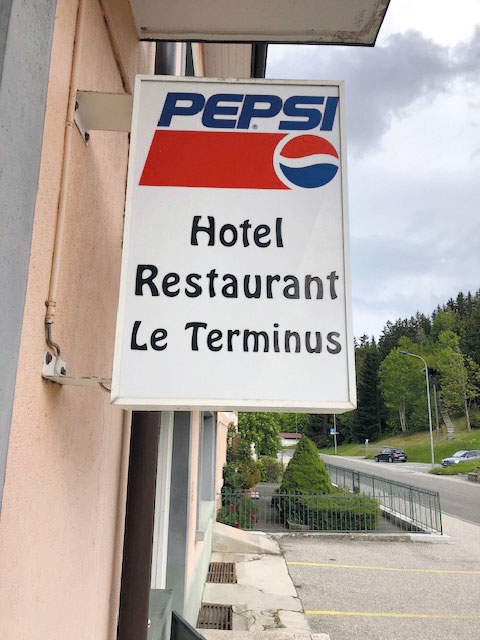 PEPSI®
Hotel
Restaurant
Le Terminus